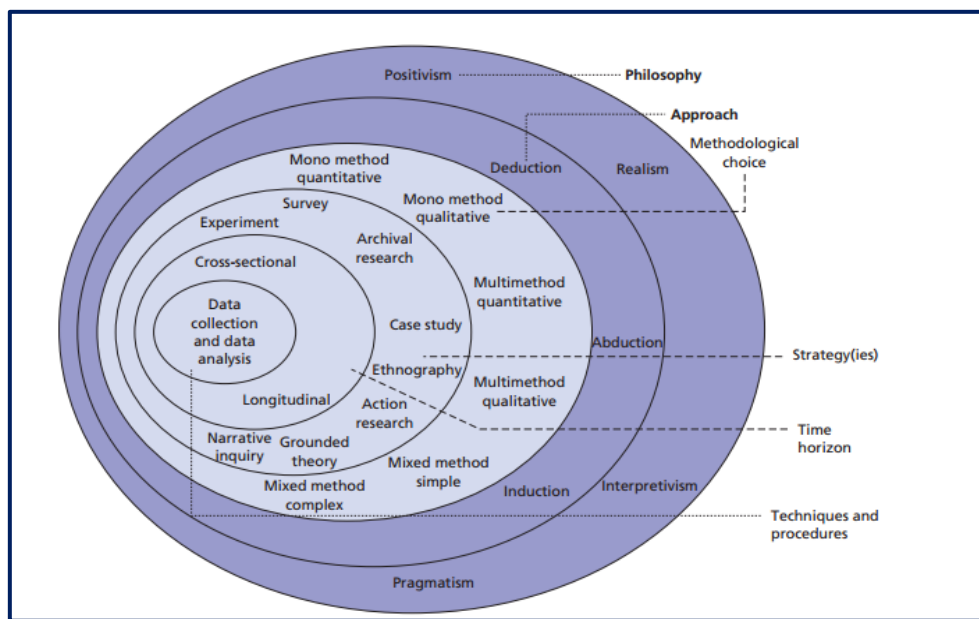 Positivism
Philosophy
Approach
Methodological
choice
Mono method
quantitative
Deduction
Realism
Mono method
qualitative
Survey
Experiment
Archival
research
Cross-sectional
Multimethod
quantitative
Data
collection
and data
analysis
Case study
Abduction
Strategy(ies)
Ethnography
Multimethod
qualitative
Longitudinal
Action
research
Time
horizon
Narrative
inquiry
Grounded
theory
Mixed method
simple
Mixed method
complex
Induction
Interpretivism
Techniques and
procedures
Pragmatism